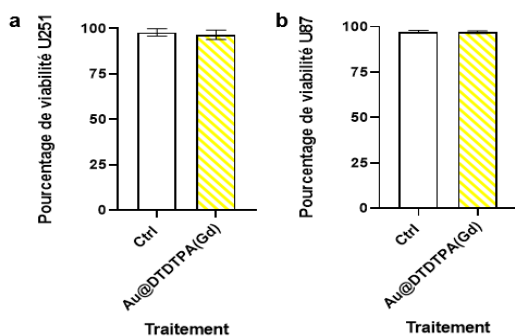 a
Pourcentage de viabilité U251
100
75
50
25
0
Ctrl
Au@DTDTPA(Gd)
Traitement
b
Pourcentage de viabilité U87
100
75
50
25
0
Ctrl
Au@DTDTPA(Gd)
Traitement